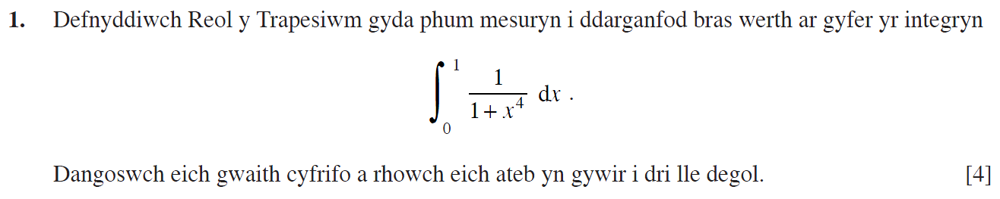 1. Defnyddiwch Reol y Trapesiwm gyda phum mesuryn i ddarganfod bras werth ar gyfer yr integryn
∫₀¹ 1/(1 + x⁴) dx .
Dangoswch eich gwaith cyfrifo a rhowch eich ateb yn gywir i dri lle degol. [4]